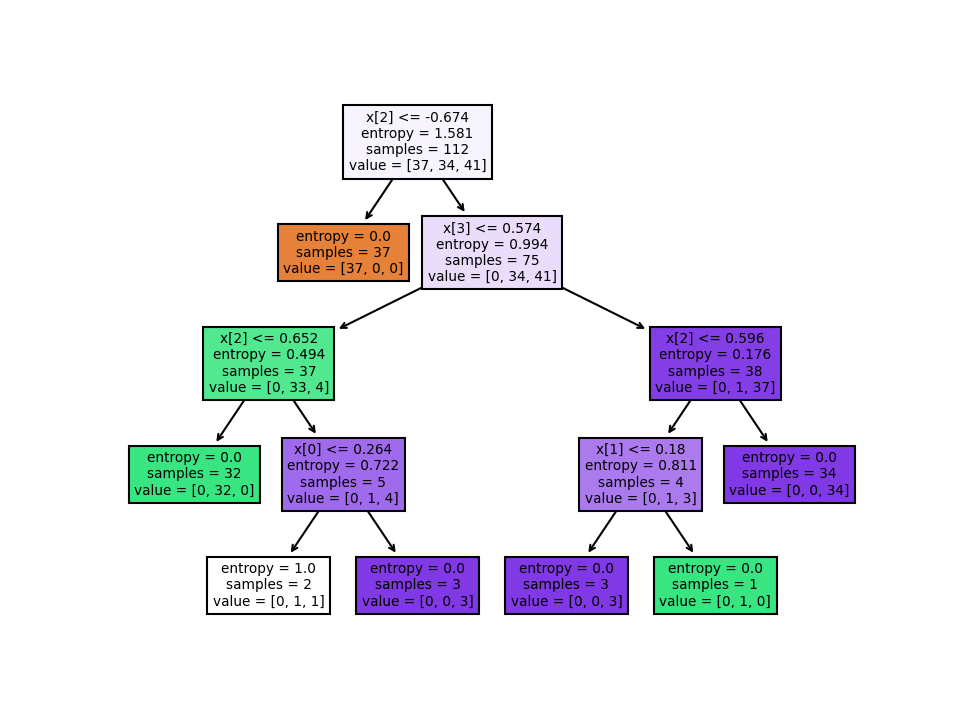 x[2] <= -0.674
entropy = 1.581
samples = 112
value = [37, 34, 41]
entropy = 0.0
samples = 37
value = [37, 0, 0]
x[3] <= 0.574
entropy = 0.994
samples = 75
value = [0, 34, 41]
x[2] <= 0.652
entropy = 0.494
samples = 37
value = [0, 33, 4]
x[2] <= 0.596
entropy = 0.176
samples = 38
value = [0, 1, 37]
entropy = 0.0
samples = 32
value = [0, 32, 0]
x[0] <= 0.264
entropy = 0.722
samples = 5
value = [0, 1, 4]
x[1] <= 0.18
entropy = 0.811
samples = 4
value = [0, 1, 3]
entropy = 0.0
samples = 34
value = [0, 0, 34]
entropy = 1.0
samples = 2
value = [0, 1, 1]
entropy = 0.0
samples = 3
value = [0, 0, 3]
entropy = 0.0
samples = 3
value = [0, 0, 3]
entropy = 0.0
samples = 1
value = [0, 1, 0]